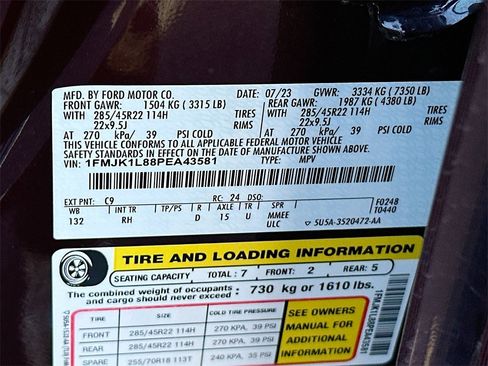 MFD. BY FORD MOTOR CO.
07/23 GVWR: 3334 KG ( 7350 LB)
FRONT GAWR: 1504 KG ( 3315 LB) REAR GAWR: 1987 KG ( 4380 LB)
WITH 285/45R22 114H TIRES WITH 285/45R22 114H TIRES
22x9.5J RIMS 22x9.5J RIMS
AT 270 kPa/ 39 PSI COLD AT 270 kPa/ 39 PSI COLD
THIS VEHICLE CONFORMS TO ALL APPLICABLE FEDERAL MOTOR VEHICLE
SAFETY STANDARDS IN EFFECT ON THE DATE OF MANUFACTURE SHOWN ABOVE.
VIN: 1FMJK1L88PEA43581 TYPE: MPV
EXT PNT: C9 RC: 24 DSO: F0248
WB INT TR TP/PS R AXLE TR SPR T0440
132 RH D 15 U MMEE
ULC 5U5A-3520472-AA
TIRE AND LOADING INFORMATION
SEATING CAPACITY TOTAL : 7 FRONT: 2 REAR: 5
The combined weight of occupants and cargo should never exceed : 730 kg or 1610 lbs.
TIRE SIZE COLD TIRE PRESSURE
FRONT 285/45R22 114H 270 KPA, 39 PSI
REAR 285/45R22 114H 270 KPA, 39 PSI
SPARE 255/70R18 113T 240 KPA, 35 PSI
SEE OWNERS
MANUAL FOR
ADDITIONAL
INFORMATION
1FMJK1L88PEA43581